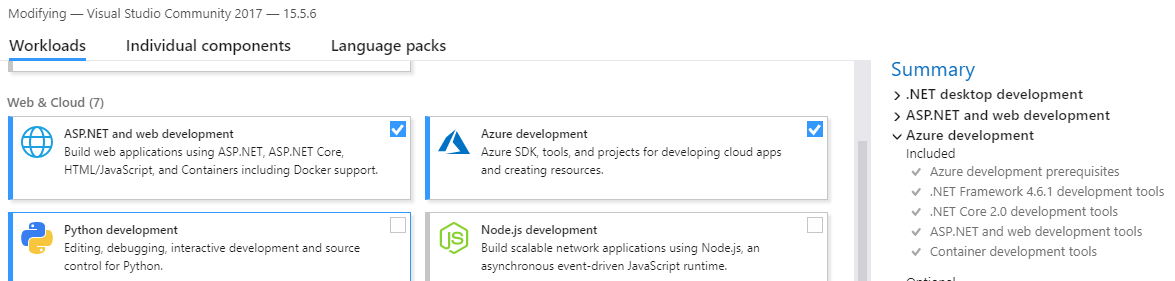 Modifying — Visual Studio Community 2017 — 15.5.6
Workloads
Individual components
Language packs
Web & Cloud (7)
ASP.NET and web development
Build web applications using ASP.NET, ASP.NET Core,
HTML/JavaScript, and Containers including Docker support.
Azure development
Azure SDK, tools, and projects for developing cloud apps
and creating resources.
Python development
Editing, debugging, interactive development and source
control for Python.
Node.js development
Build scalable network applications using Node.js, an
asynchronous event-driven JavaScript runtime.
Summary
.NET desktop development
ASP.NET and web development
Azure development
Included
Azure development prerequisites
.NET Framework 4.6.1 development tools
.NET Core 2.0 development tools
ASP.NET and web development tools
Container development tools